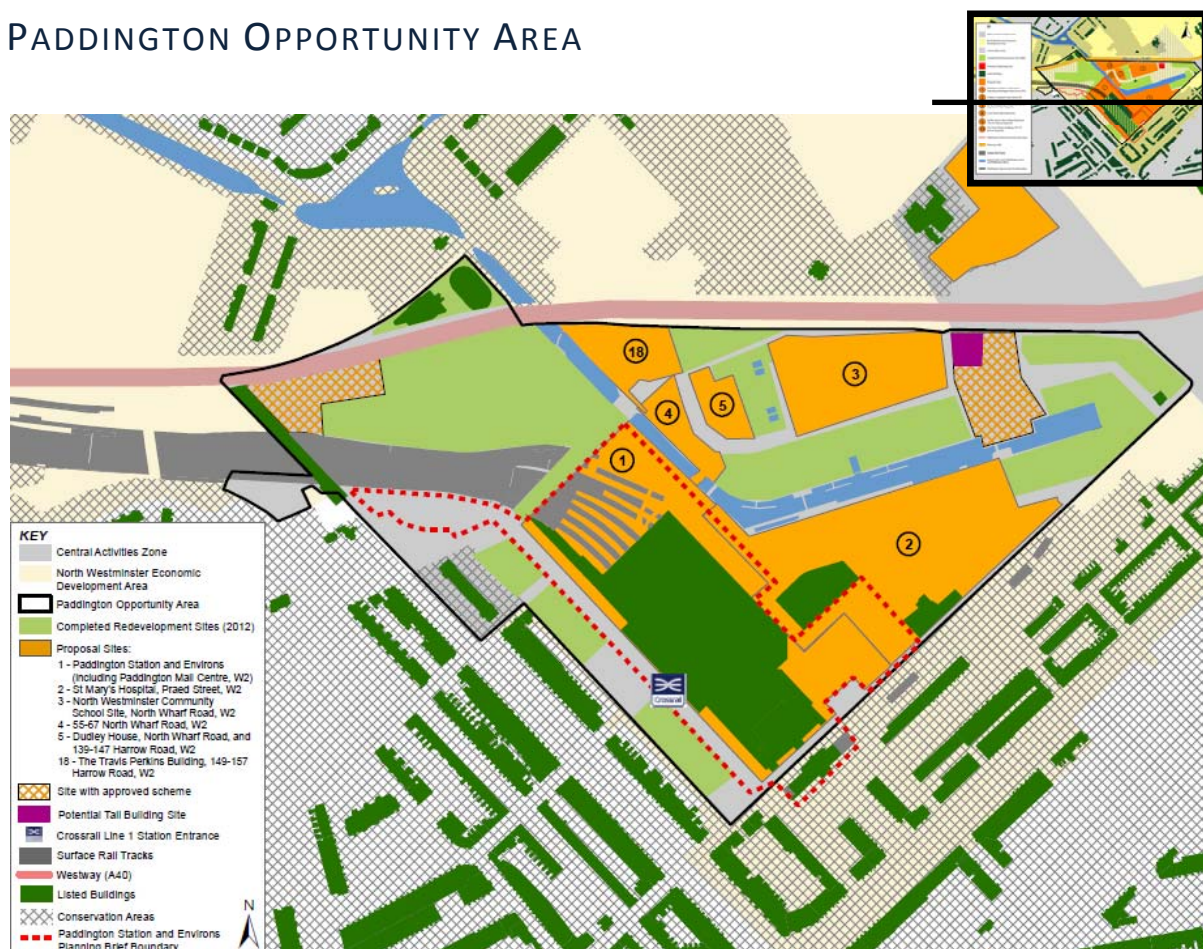 PADDINGTON OPPORTUNITY AREA
18
3
5
4
1
2
Crossrail
KEY
Central Activities Zone
North Westminster Economic
Development Area
Paddington Opportunity Area
Completed Redevelopment Sites (2012)
Proposal Sites:
1 - Paddington Station and Environs
(including Paddington Mail Centre, W2)
2 - St Mary's Hospital, Praed Street, W2
3 - North Westminster Community
School Site, North Wharf Road, W2
4 - 55-67 North Wharf Road, W2
5 - Dudley House, North Wharf Road, and
139-147 Harrow Road, W2
18 - The Travis Perkins Building, 149-157
Harrow Road, W2
Site with approved scheme
Potential Tall Building Site
Crossrail Line 1 Station Entrance
Surface Rail Tracks
Westway (A40)
Listed Buildings
Conservation Areas
Paddington Station and Environs
Planning Brief Boundary
N